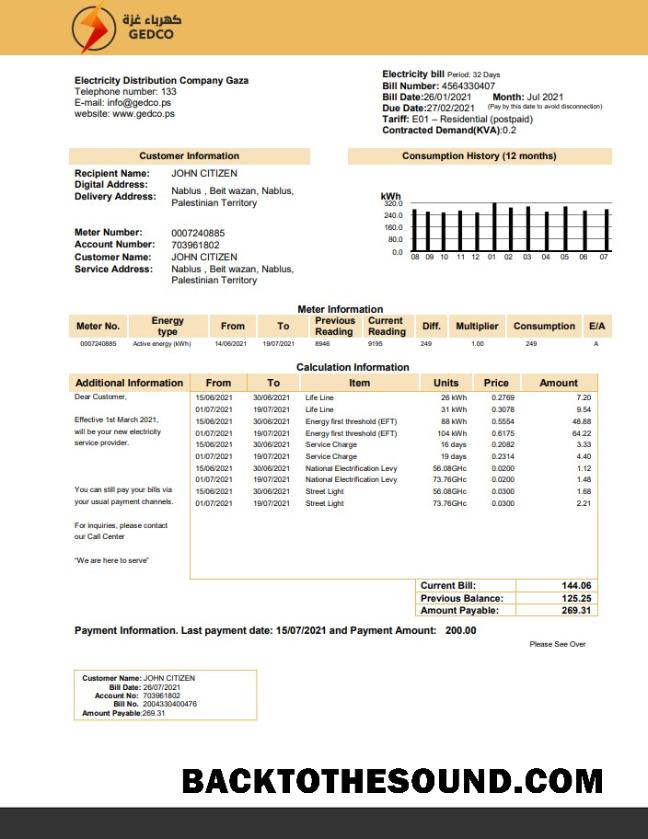 كهرباء غزة
GEDCO
Electricity Distribution Company Gaza
Telephone number: 133
E-mail: info@gedco.ps
website: www.gedco.ps
Electricity bill Period: 32 Days
Bill Number: 4564330407
Bill Date:26/01/2021 Month: Jul 2021
Due Date:27/02/2021 (Pay by this date to avoid disconnection)
Tariff: E01 – Residential (postpaid)
Contracted Demand(KVA):0.2
Customer Information
Recipient Name: JOHN CITIZEN
Digital Address:
Delivery Address: Nablus , Beit wazan, Nablus,
Palestinian Territory
Meter Number: 0007240885
Account Number: 703961802
Customer Name: JOHN CITIZEN
Service Address: Nablus , Beit wazan, Nablus,
Palestinian Territory
Consumption History (12 months)
kWh
320.0
240.0
160.0
80.0
0.0
08 09 10 11 12 01 02 03 04 05 06 07
Meter Information
Meter No. Energy type From To Previous Reading Current Reading Diff. Multiplier Consumption E/A
0007240885 Active energy (kWh) 14/06/2021 19/07/2021 8946 9195 249 1.00 249 A
Calculation Information
Additional Information From To Item Units Price Amount
Dear Customer,
Effective 1st March 2021,
will be your new electricity
service provider.
You can still pay your bills via
your usual payment channels.
For inquiries, please contact
our Call Center
"We are here to serve"
15/06/2021 30/06/2021 Life Line 26 kWh 0.2769 7.20
01/07/2021 19/07/2021 Life Line 31 kWh 0.3078 9.54
15/06/2021 30/06/2021 Energy first threshold (EFT) 88 kWh 0.5554 48.88
01/07/2021 19/07/2021 Energy first threshold (EFT) 104 kWh 0.6175 64.22
15/06/2021 30/06/2021 Service Charge 16 days 0.2082 3.33
01/07/2021 19/07/2021 Service Charge 19 days 0.2314 4.40
15/06/2021 30/06/2021 National Electrification Levy 56.08GHc 0.0200 1.12
01/07/2021 19/07/2021 National Electrification Levy 73.76GHc 0.0200 1.48
15/06/2021 30/06/2021 Street Light 56.08GHc 0.0300 1.68
01/07/2021 19/07/2021 Street Light 73.76GHc 0.0300 2.21
Current Bill: 144.06
Previous Balance: 125.25
Amount Payable: 269.31
Payment Information. Last payment date: 15/07/2021 and Payment Amount: 200.00
Please See Over
Customer Name: JOHN CITIZEN
Bill Date: 26/07/2021
Account No: 703961802
Bill No. 2004330400476
Amount Payable:269.31
BACKTOTHESOUND.COM